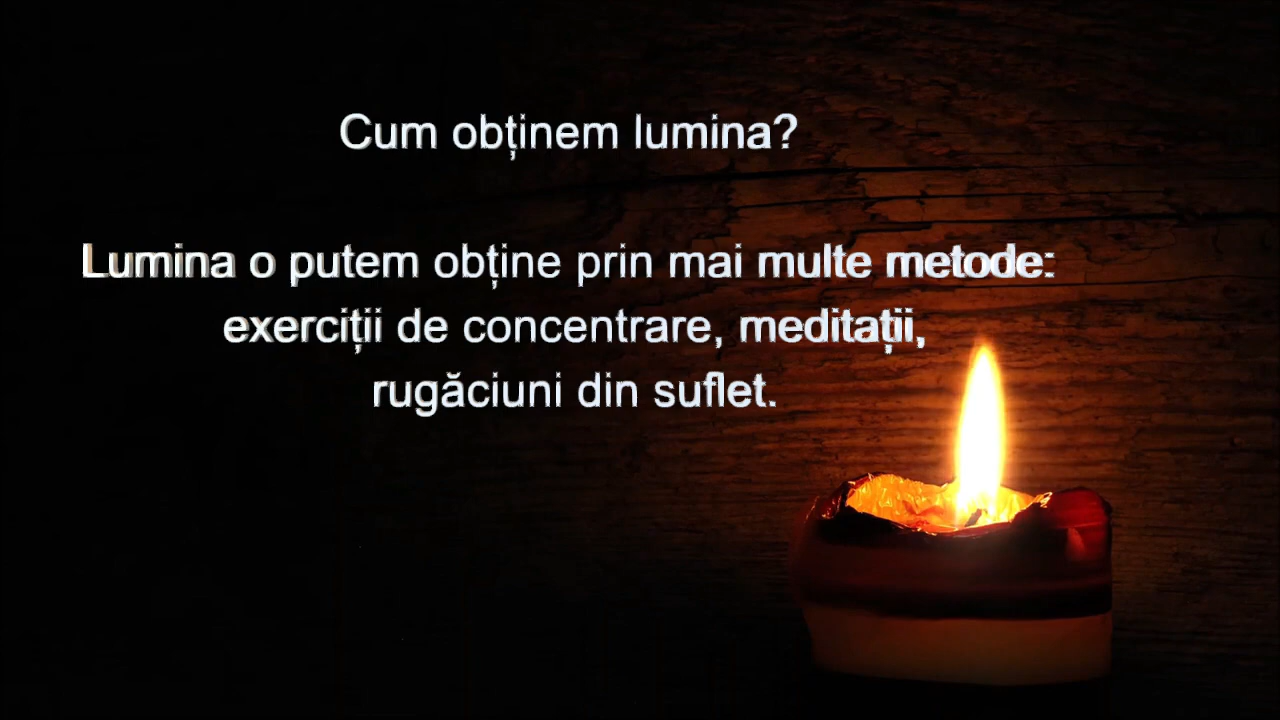 Cum obținem lumina?
Lumina o putem obține prin mai multe metode:
exerciții de concentrare, meditații,
rugăciuni din suflet.